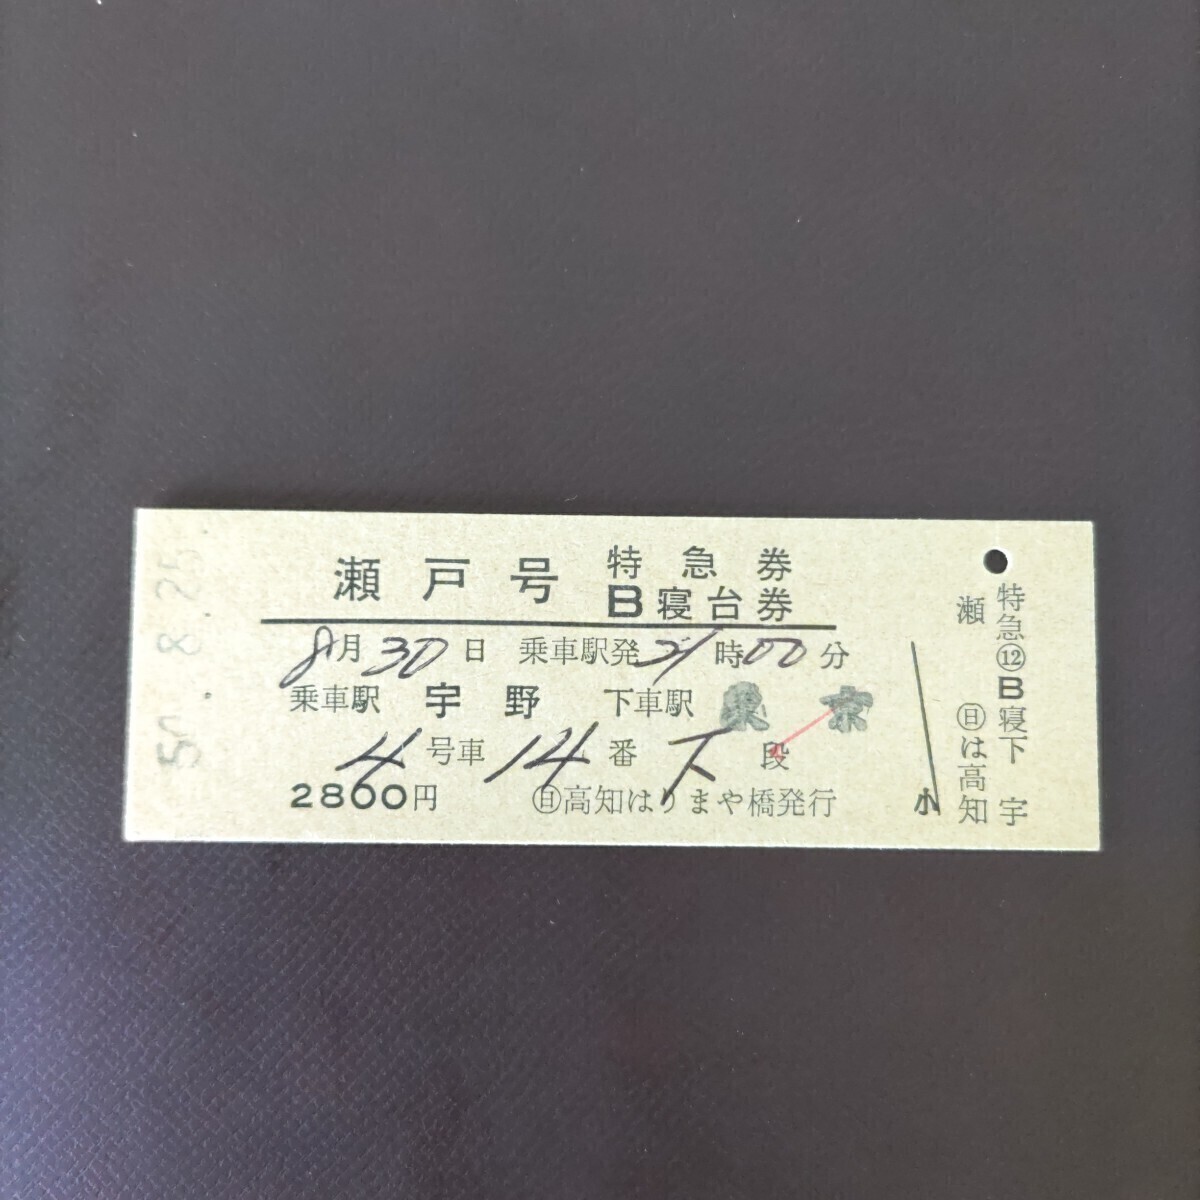 瀬戸号 特急券
B寝台券
8月30日 乗車駅発21時00分
乗車駅 宇野 下車駅 東京
4号車 14番 下段
2800円 ㊐高知はりまや橋発行
小
特急⑫B寝下 宇
瀬 ㊐は高知
50. 8.2